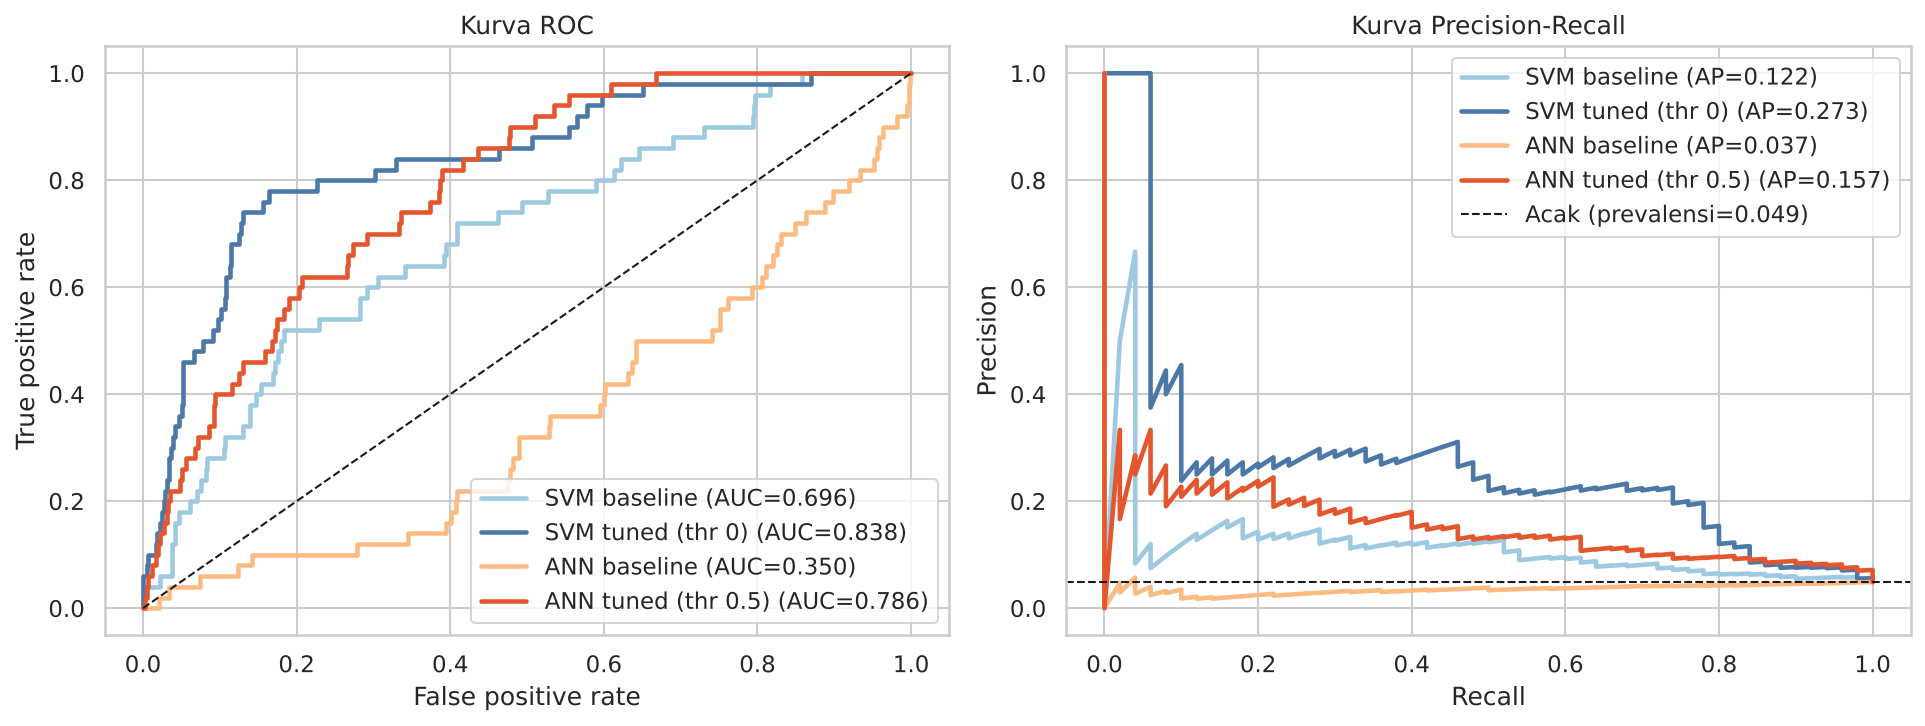 Kurva ROC
True positive rate
1.0
0.8
0.6
0.4
0.2
0.0
SVM baseline (AUC=0.696)
SVM tuned (thr 0) (AUC=0.838)
ANN baseline (AUC=0.350)
ANN tuned (thr 0.5) (AUC=0.786)
0.0 0.2 0.4 0.6 0.8 1.0
False positive rate
Kurva Precision-Recall
Precision
1.0
0.8
0.6
0.4
0.2
0.0
SVM baseline (AP=0.122)
SVM tuned (thr 0) (AP=0.273)
ANN baseline (AP=0.037)
ANN tuned (thr 0.5) (AP=0.157)
Acak (prevalensi=0.049)
0.0 0.2 0.4 0.6 0.8 1.0
Recall